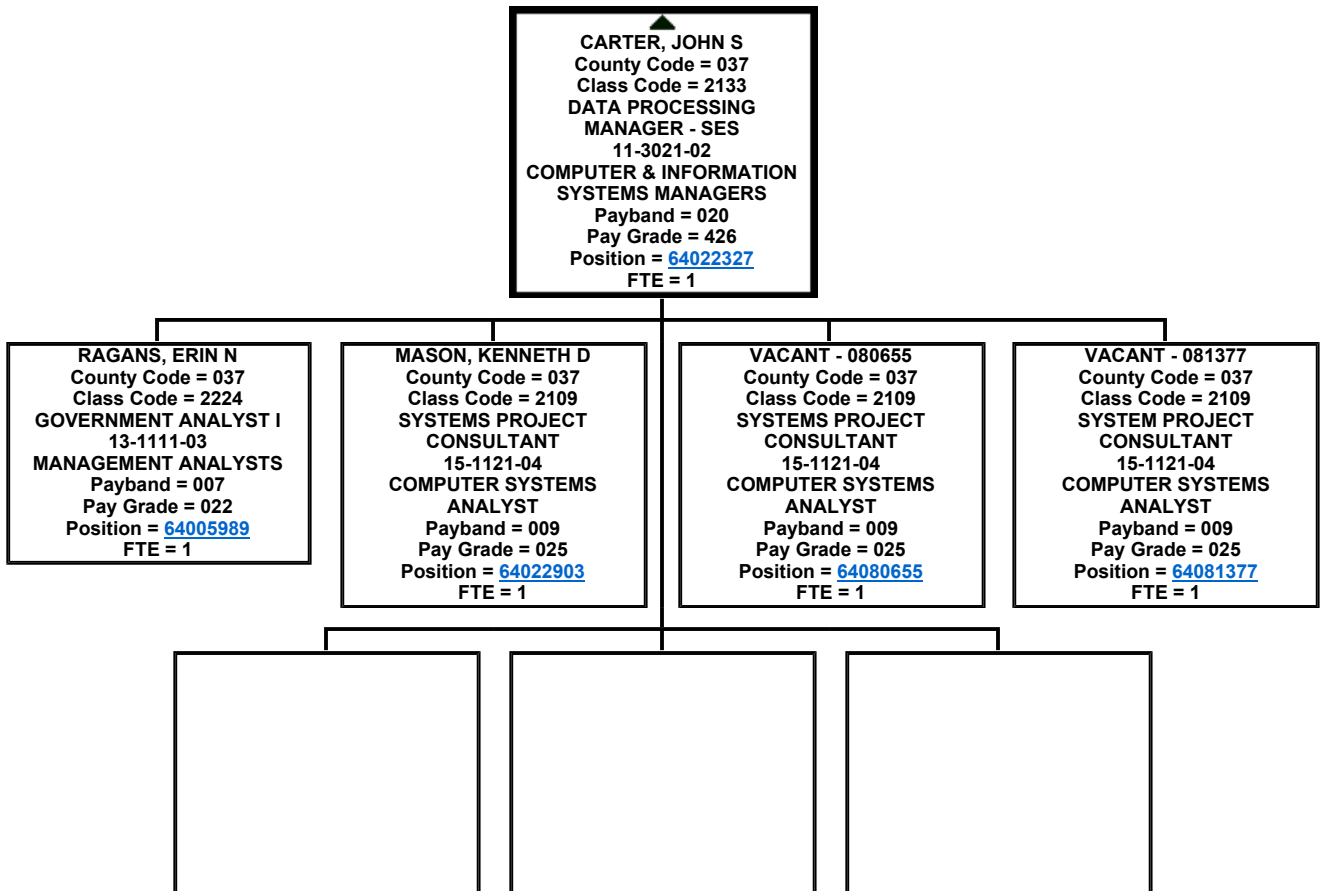 CARTER, JOHN S
County Code = 037
Class Code = 2133
DATA PROCESSING
MANAGER - SES
11-3021-02
COMPUTER & INFORMATION
SYSTEMS MANAGERS
Payband = 020
Pay Grade = 426
Position = 64022327
FTE = 1
RAGANS, ERIN N
County Code = 037
Class Code = 2224
GOVERNMENT ANALYST I
13-1111-03
MANAGEMENT ANALYSTS
Payband = 007
Pay Grade = 022
Position = 64005989
FTE = 1
MASON, KENNETH D
County Code = 037
Class Code = 2109
SYSTEMS PROJECT
CONSULTANT
15-1121-04
COMPUTER SYSTEMS
ANALYST
Payband = 009
Pay Grade = 025
Position = 64022903
FTE = 1
VACANT - 080655
County Code = 037
Class Code = 2109
SYSTEMS PROJECT
CONSULTANT
15-1121-04
COMPUTER SYSTEMS
ANALYST
Payband = 009
Pay Grade = 025
Position = 64080655
FTE = 1
VACANT - 081377
County Code = 037
Class Code = 2109
SYSTEM PROJECT
CONSULTANT
15-1121-04
COMPUTER SYSTEMS
ANALYST
Payband = 009
Pay Grade = 025
Position = 64081377
FTE = 1